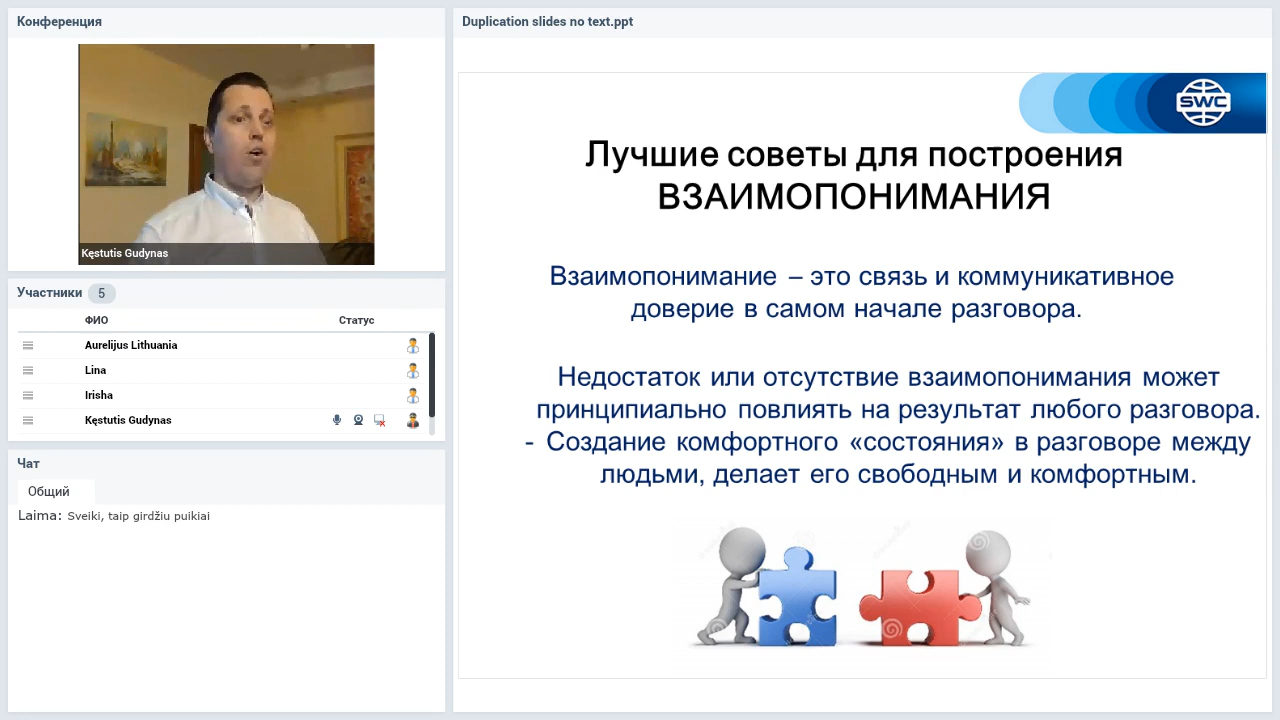 Конференция
Kęstutis Gudynas
Участники 5
ФИО Статус
Aurelijus Lithuania
Lina
Irisha
Kęstutis Gudynas
Чат
Общий
Laima: Sveiki, taip girdžiu puikiai
Duplication slides no text.ppt
SWC
Лучшие советы для построения
ВЗАИМОПОНИМАНИЯ
Взаимопонимание – это связь и коммуникативное
доверие в самом начале разговора.
Недостаток или отсутствие взаимопонимания может
принципиально повлиять на результат любого разговора.
- Создание комфортного «состояния» в разговоре между
людьми, делает его свободным и комфортным.